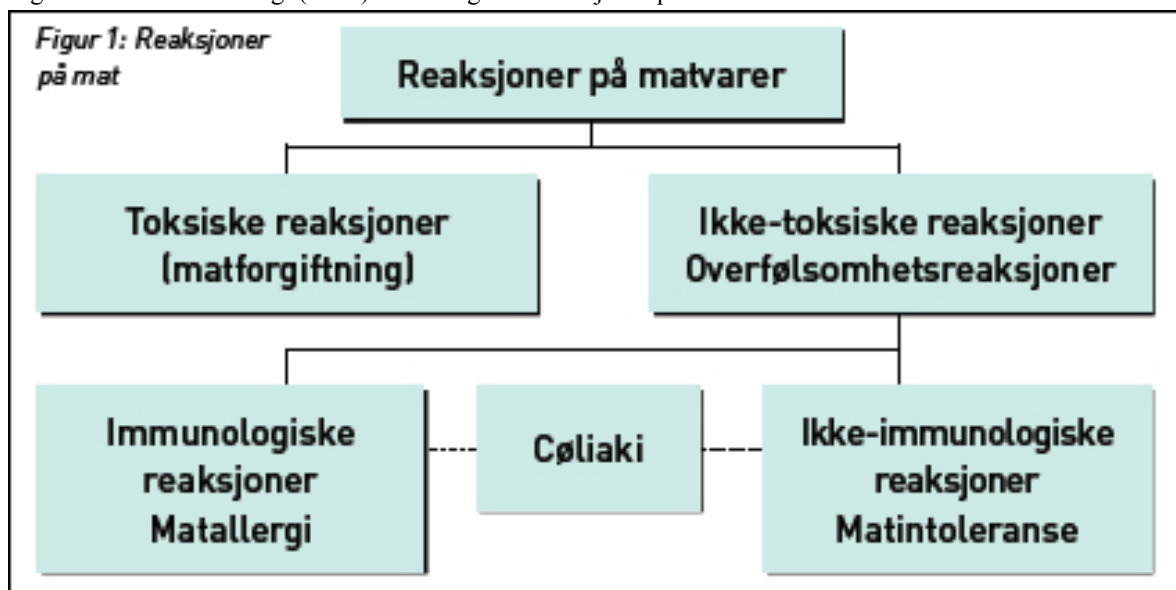 Figur 1: Reaksjoner
på mat
Reaksjoner på matvarer
Toksiske reaksjoner
(matforgiftning)
Ikke-toksiske reaksjoner
Overfølsomhetsreaksjoner
Immunologiske
reaksjoner
Matallergi
Cøliaki
Ikke-immunologiske
reaksjoner
Matintoleranse